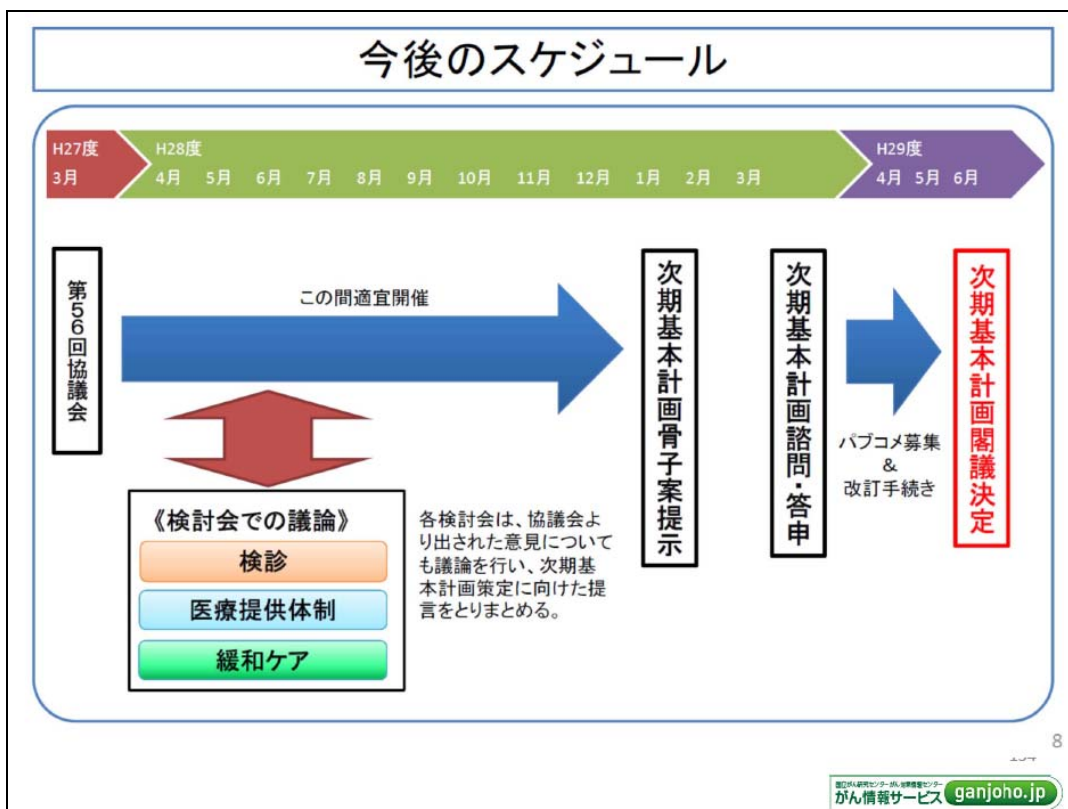 今後のスケジュール
H27度
3月
H28度
4月 5月 6月 7月 8月 9月 10月 11月 12月 1月 2月 3月
H29度
4月 5月 6月
第56回協議会
この間適宜開催
次期基本計画骨子案提示
次期基本計画諮問・答申
パブコメ募集
&
改訂手続き
次期基本計画閣議決定
《検討会での議論》
検診
医療提供体制
緩和ケア
各検討会は、協議会よ
り出された意見について
も議論を行い、次期基
本計画策定に向けた提
言をとりまとめる。
8
がん情報サービス ganjoho.jp